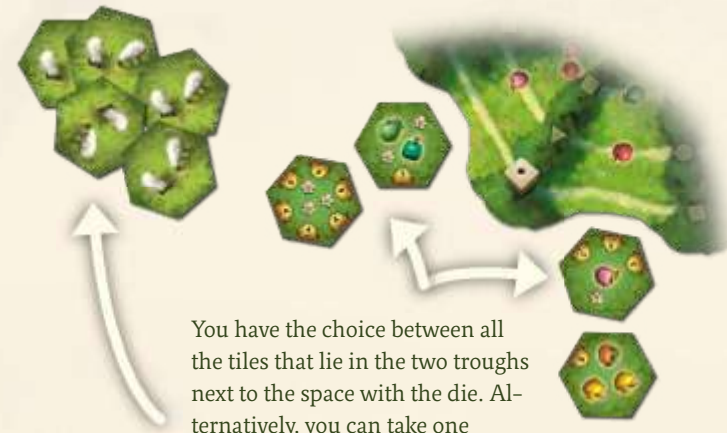 You have the choice between all
the tiles that lie in the two troughs
next to the space with the die. Al-
ternatively, you can take one